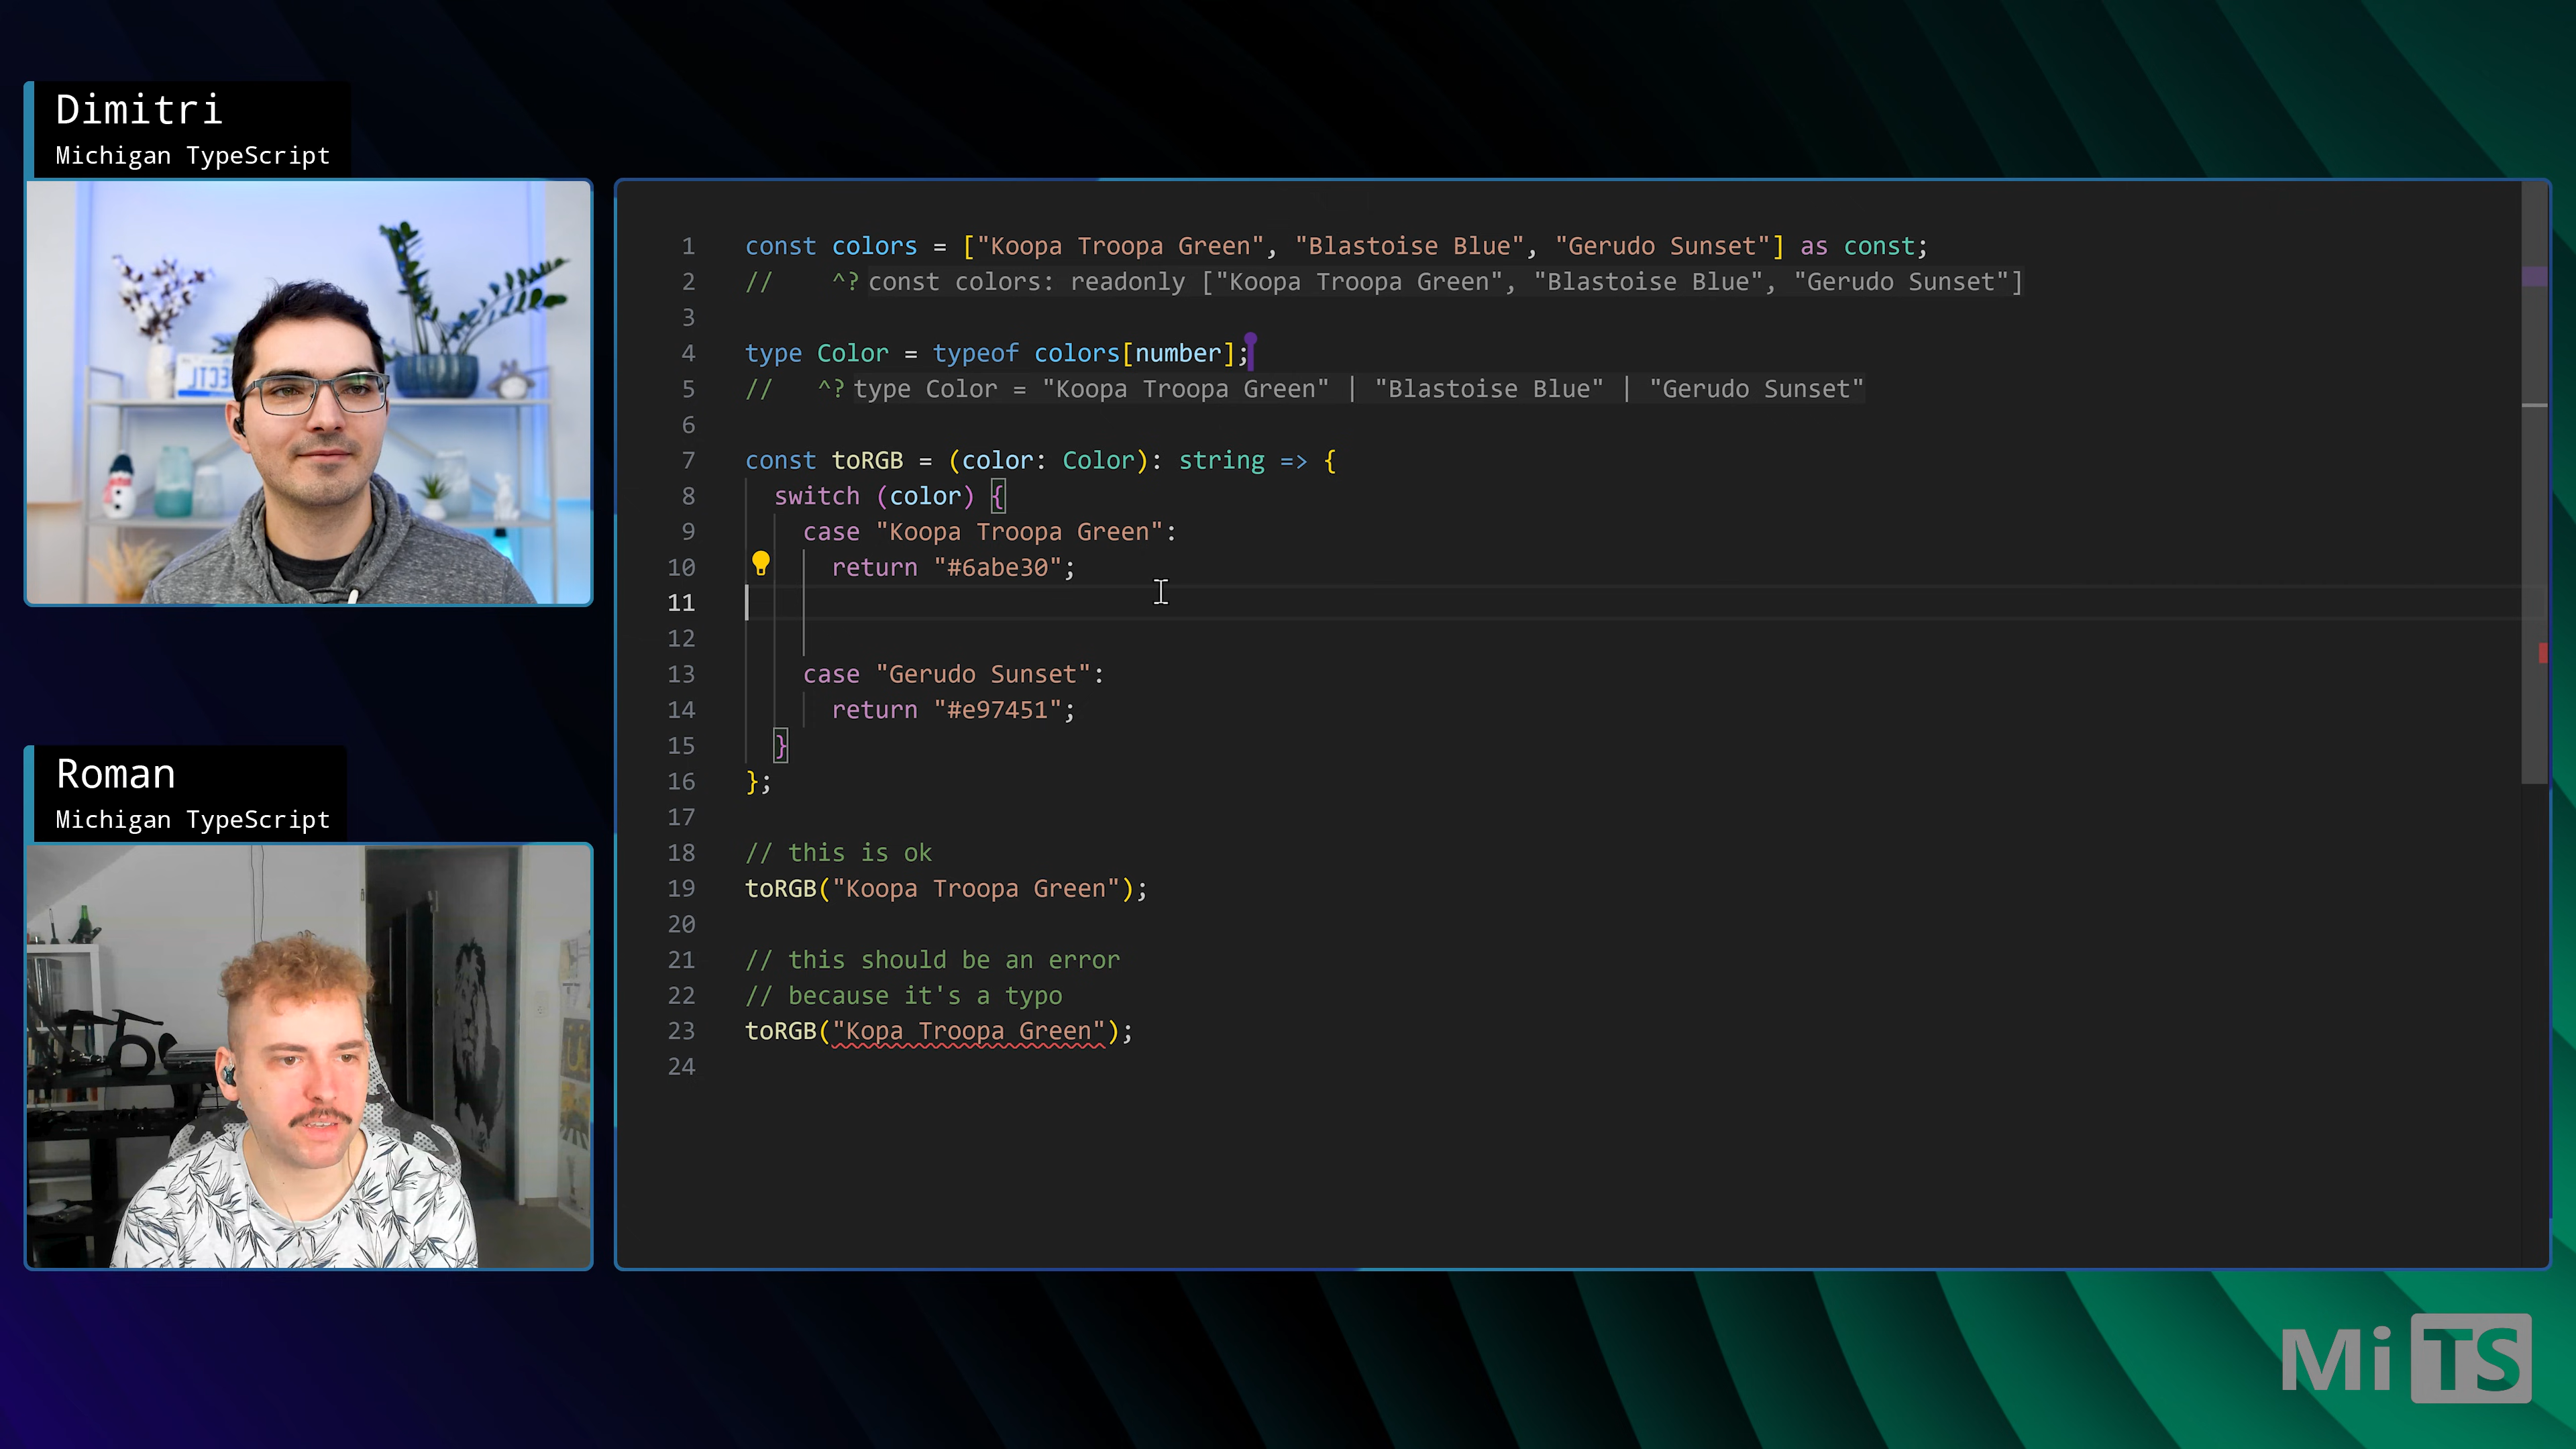 Dimitri
Michigan TypeScript
Roman
Michigan TypeScript
1 const colors = ["Koopa Troopa Green", "Blastoise Blue", "Gerudo Sunset"] as const;
2 //    ^? const colors: readonly ["Koopa Troopa Green", "Blastoise Blue", "Gerudo Sunset"]
3
4 type Color = typeof colors[number];
5 //   ^? type Color = "Koopa Troopa Green" | "Blastoise Blue" | "Gerudo Sunset"
6
7 const toRGB = (color: Color): string => {
8   switch (color) {
9     case "Koopa Troopa Green":
10       return "#6abe30";
11
12
13     case "Gerudo Sunset":
14       return "#e97451";
15   }
16 };
17
18 // this is ok
19 toRGB("Koopa Troopa Green");
20
21 // this should be an error
22 // because it's a typo
23 toRGB("Kopa Troopa Green");
24
Mi TS